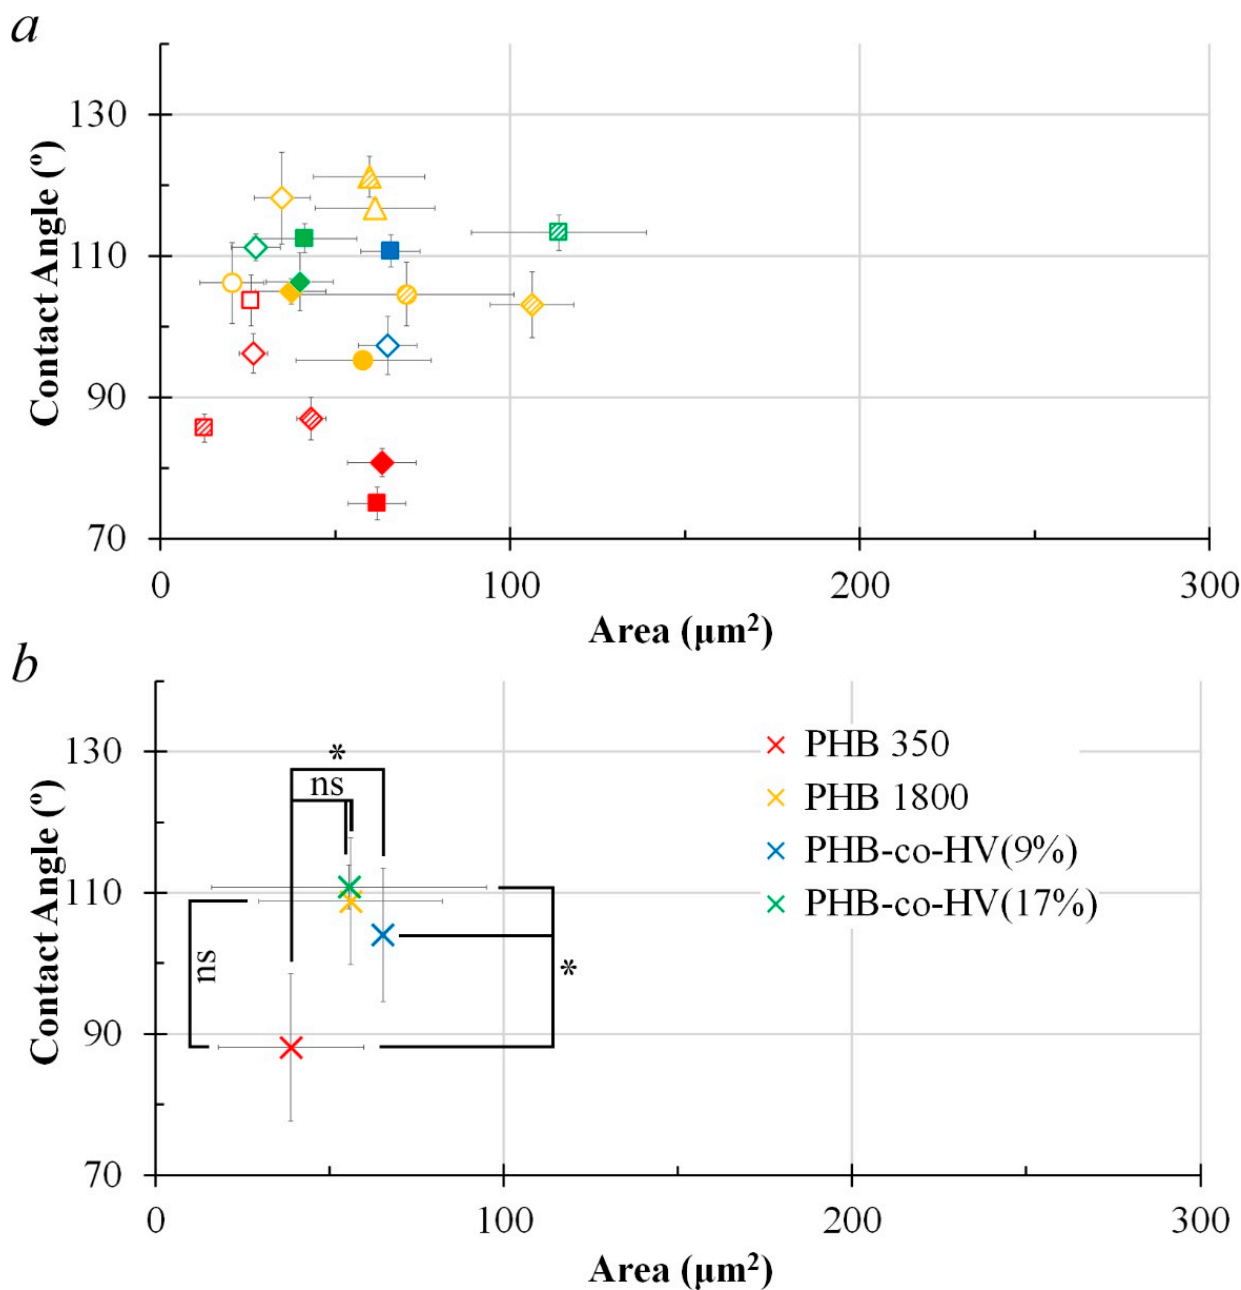 a
Contact Angle (º)
130
110
90
70
0
100
200
300
Area (μm²)
b
Contact Angle (º)
130
110
90
70
*
ns
ns
*
PHB 350
PHB 1800
PHB-co-HV(9%)
PHB-co-HV(17%)
0
100
200
300
Area (μm²)